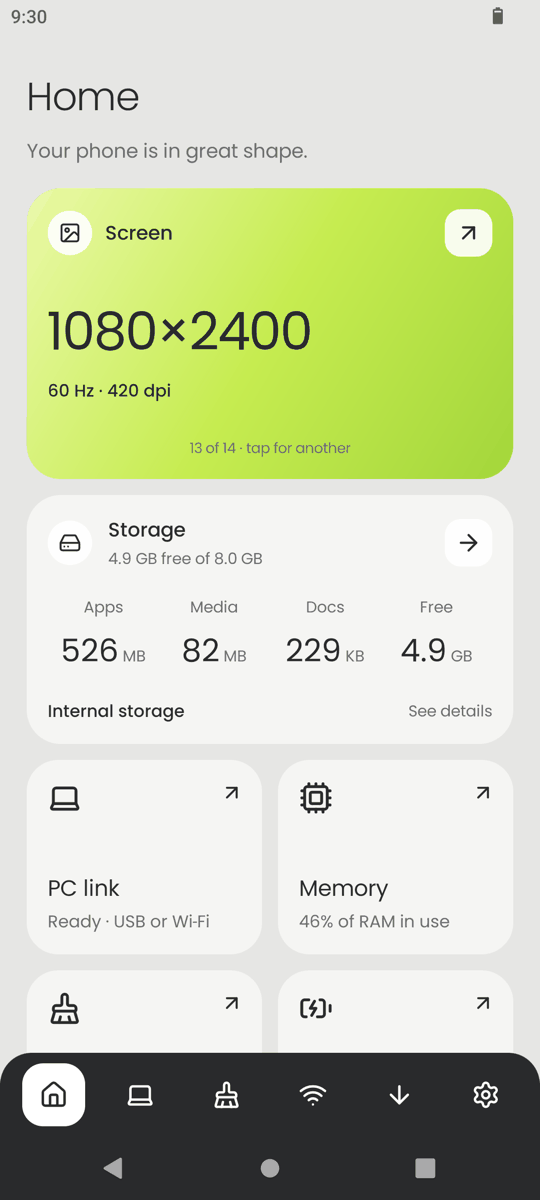 9:30
Home
Your phone is in great shape.
Screen
1080×2400
60 Hz · 420 dpi
13 of 14 · tap for another
Storage
4.9 GB free of 8.0 GB
Apps Media Docs Free
526 MB 82 MB 229 KB 4.9 GB
Internal storage See details
PC link Memory
Ready · USB or Wi-Fi 46% of RAM in use